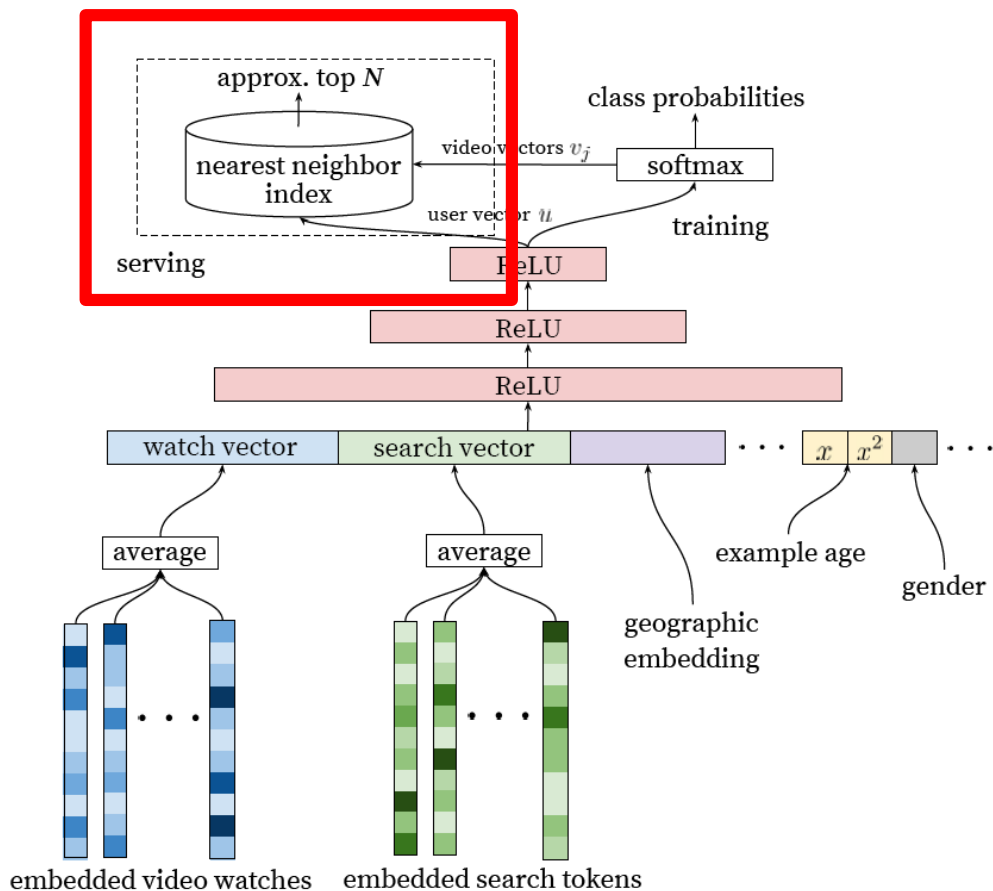 approx. top N
class probabilities
nearest neighbor
index
video vectors v_j
softmax
user vector u
training
serving
ReLU
ReLU
ReLU
watch vector
search vector
. . .
x
x²
. . .
average
average
example age
gender
geographic
embedding
. . .
. . .
embedded video watches
embedded search tokens